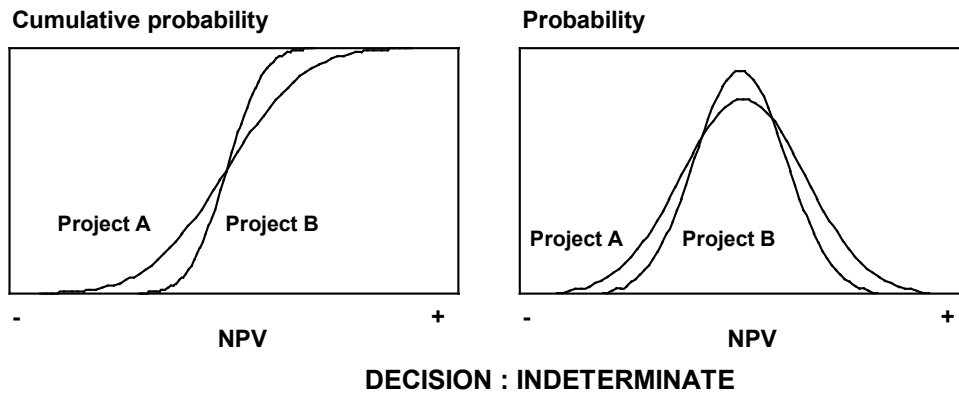 Cumulative probability
Probability
Project A
Project B
Project A
Project B
- +
NPV
- +
NPV
DECISION : INDETERMINATE